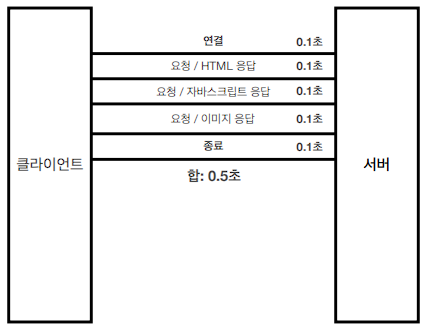 연결 0.1초
요청 / HTML 응답 0.1초
요청 / 자바스크립트 응답 0.1초
요청 / 이미지 응답 0.1초
종료 0.1초
클라이언트
서버
합: 0.5초